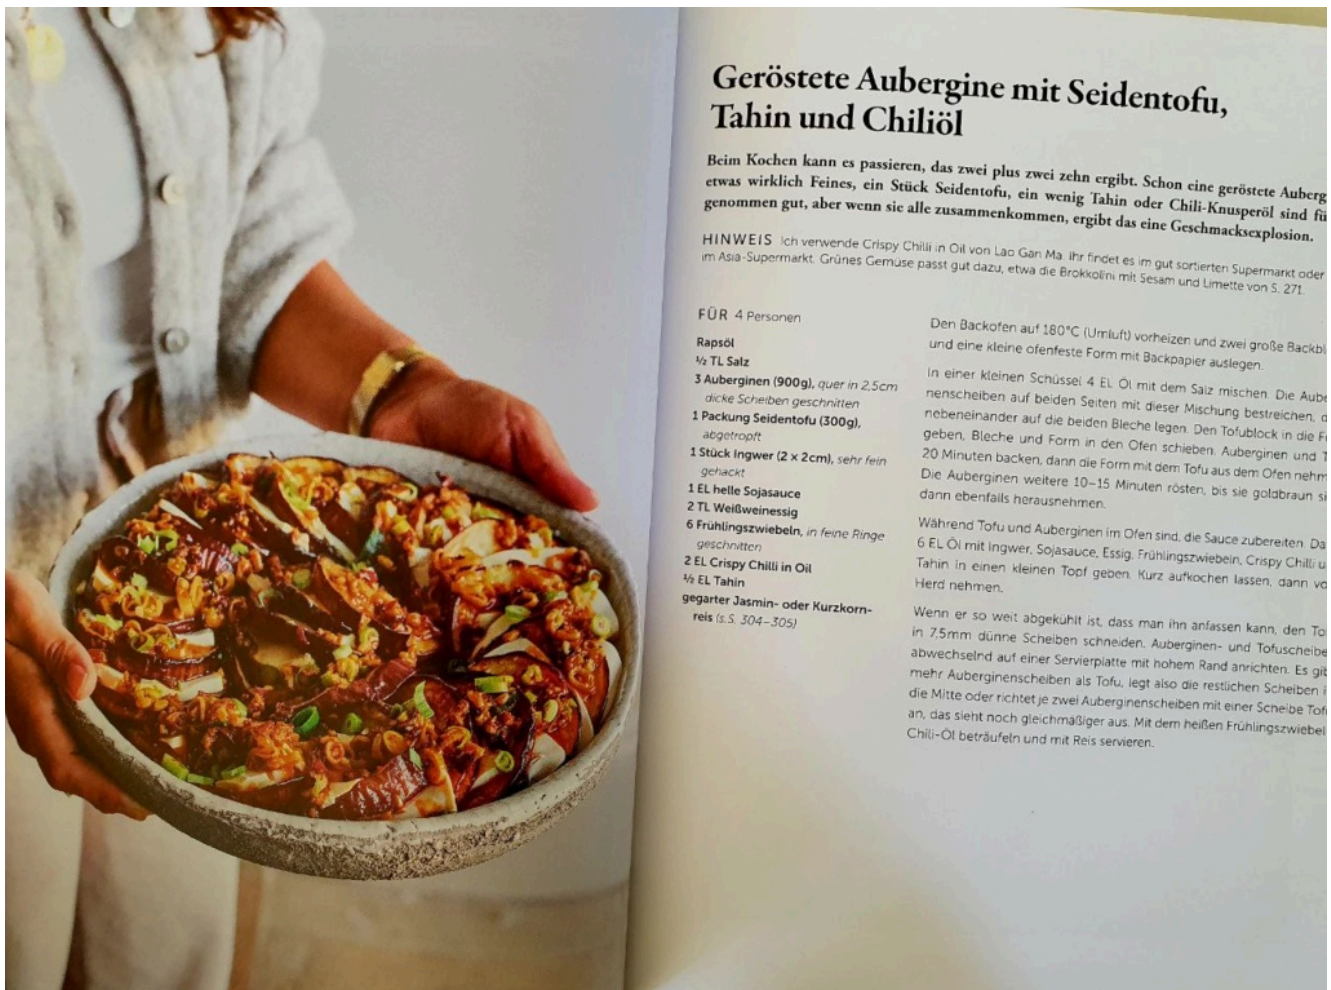 Geröstete Aubergine mit Seidentofu,
Tahin und Chiliöl
Beim Kochen kann es passieren, das zwei plus zwei zehn ergibt. Schon eine geröstete Auberg
etwas wirklich Feines, ein Stück Seidentofu, ein wenig Tahin oder Chili-Knusperöl sind fü
genommen gut, aber wenn sie alle zusammenkommen, ergibt das eine Geschmacksexplosion.
HINWEIS Ich verwende Crispy Chilli in Oil von Lao Gan Ma. Ihr findet es im gut sortierten Supermarkt oder
im Asia-Supermarkt. Grünes Gemüse passt gut dazu, etwa die Brokkolini mit Sesam und Limette von S. 271.
FÜR 4 Personen
Rapsöl
½ TL Salz
3 Auberginen (900g), quer in 2,5cm
dicke Scheiben geschnitten
1 Packung Seidentofu (300g),
abgetropft
1 Stück Ingwer (2 × 2cm), sehr fein
gehackt
1 EL helle Sojasauce
2 TL Weißweinessig
6 Frühlingszwiebeln, in feine Ringe
geschnitten
2 EL Crispy Chilli in Oil
½ EL Tahin
gegarter Jasmin- oder Kurzkorn-
reis (s.S. 304–305)
Den Backofen auf 180°C (Umluft) vorheizen und zwei große Backbl
und eine kleine ofenfeste Form mit Backpapier auslegen.
In einer kleinen Schüssel 4 EL Öl mit dem Salz mischen. Die Aube
nenscheiben auf beiden Seiten mit dieser Mischung bestreichen, d
nebeneinander auf die beiden Bleche legen. Den Tofublock in die F
geben, Bleche und Form in den Ofen schieben. Auberginen und T
20 Minuten backen, dann die Form mit dem Tofu aus dem Ofen nehm
Die Auberginen weitere 10–15 Minuten rösten, bis sie goldbraun si
dann ebenfalls herausnehmen.
Während Tofu und Auberginen im Ofen sind, die Sauce zubereiten. Da
6 EL Öl mit Ingwer, Sojasauce, Essig, Frühlingszwiebeln, Crispy Chilli u
Tahin in einen kleinen Topf geben. Kurz aufkochen lassen, dann vo
Herd nehmen.
Wenn er so weit abgekühlt ist, dass man ihn anfassen kann, den To
in 7,5mm dünne Scheiben schneiden. Auberginen- und Tofuscheibe
abwechselnd auf einer Servierplatte mit hohem Rand anrichten. Es gib
mehr Auberginenscheiben als Tofu, legt also die restlichen Scheiben i
die Mitte oder richtet je zwei Auberginenscheiben mit einer Scheibe Tof
an, das sieht noch gleichmäßiger aus. Mit dem heißen Frühlingszwiebel
Chili-Öl beträufeln und mit Reis servieren.